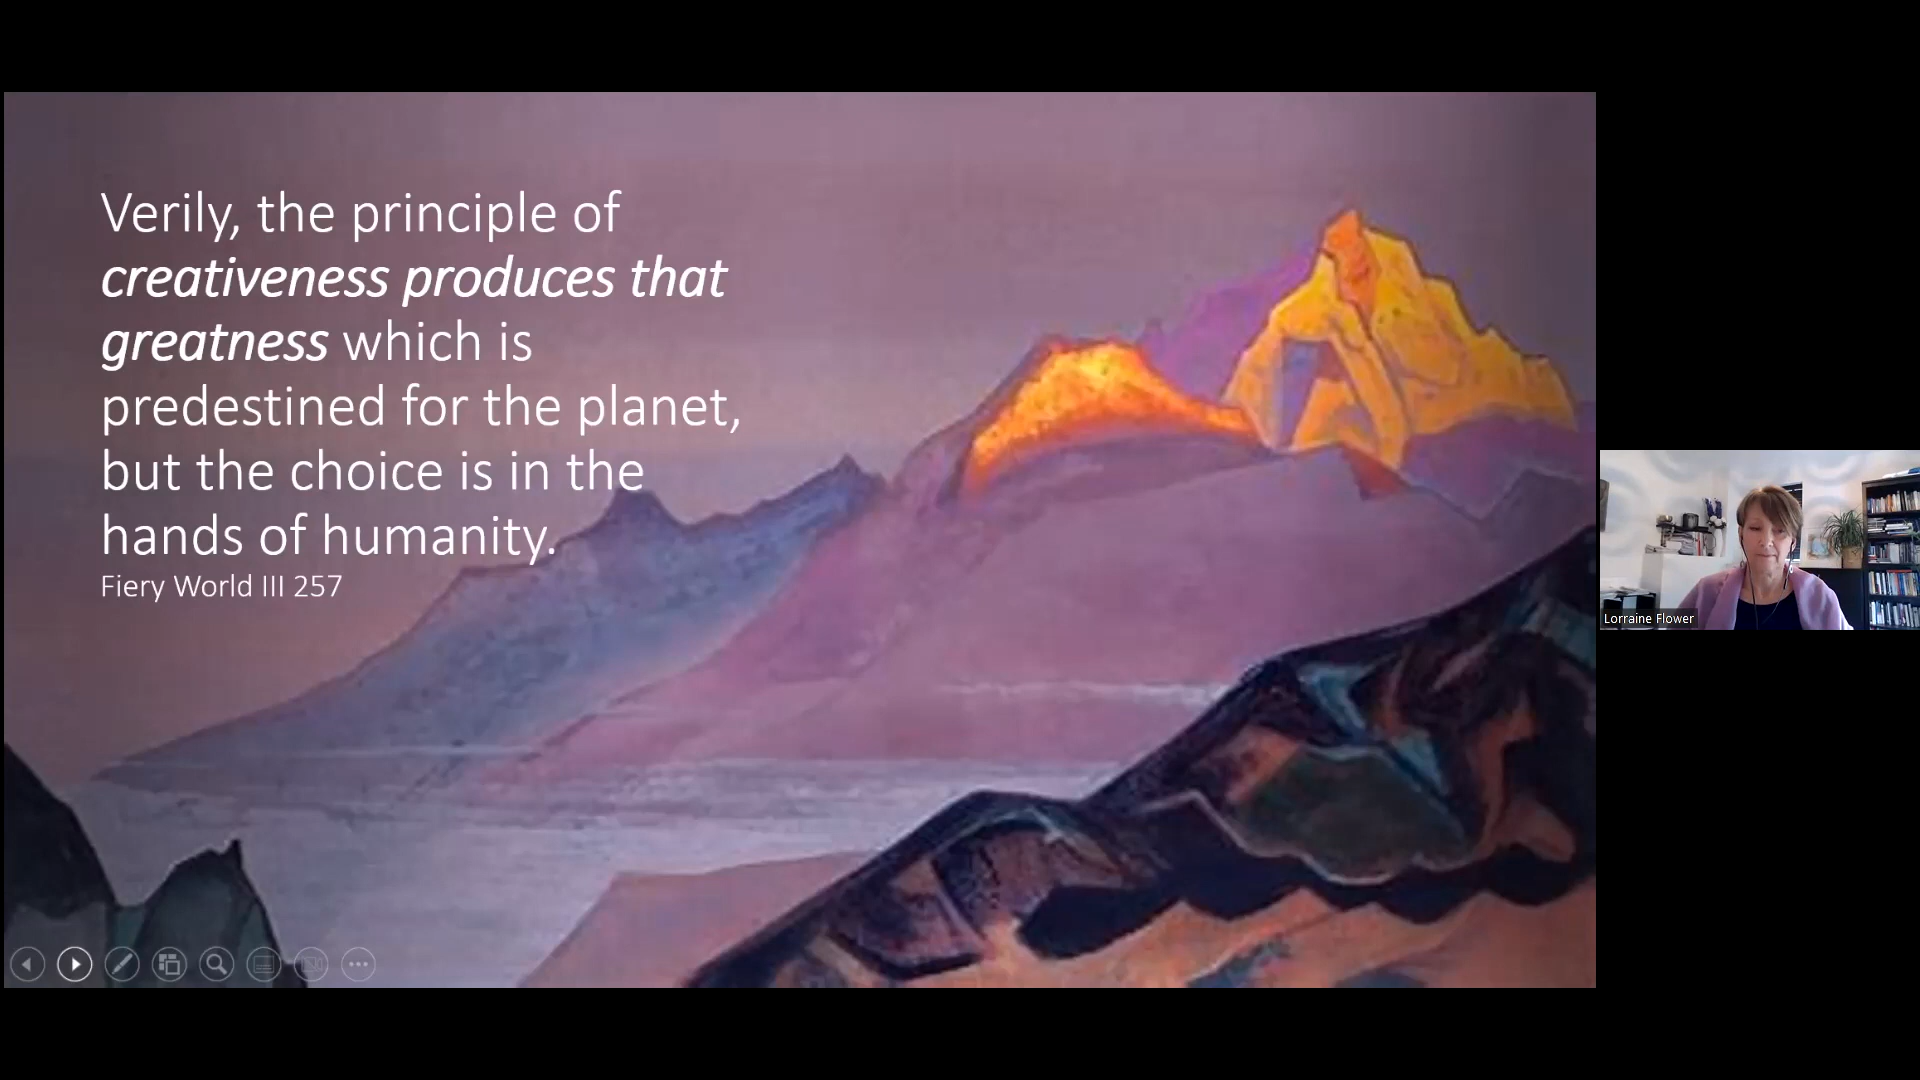 Verily, the principle of
creativeness produces that
greatness which is
predestined for the planet,
but the choice is in the
hands of humanity.
Fiery World III 257
Lorraine Flower